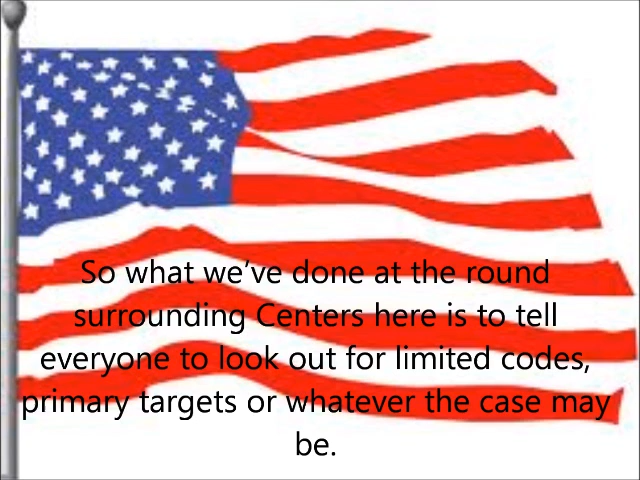 So what we've done at the round
surrounding Centers here is to tell
everyone to look out for limited codes,
primary targets or whatever the case may
be.